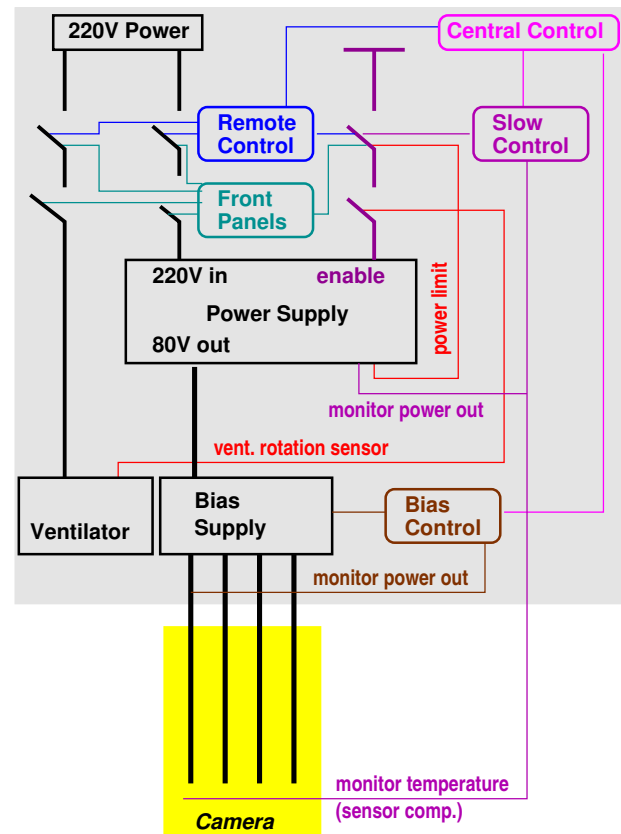 220V Power
Central Control
Remote
Control
Slow
Control
Front
Panels
220V in
enable
Power Supply
80V out
power limit
monitor power out
vent. rotation sensor
Ventilator
Bias
Supply
Bias
Control
monitor power out
monitor temperature
(sensor comp.)
Camera